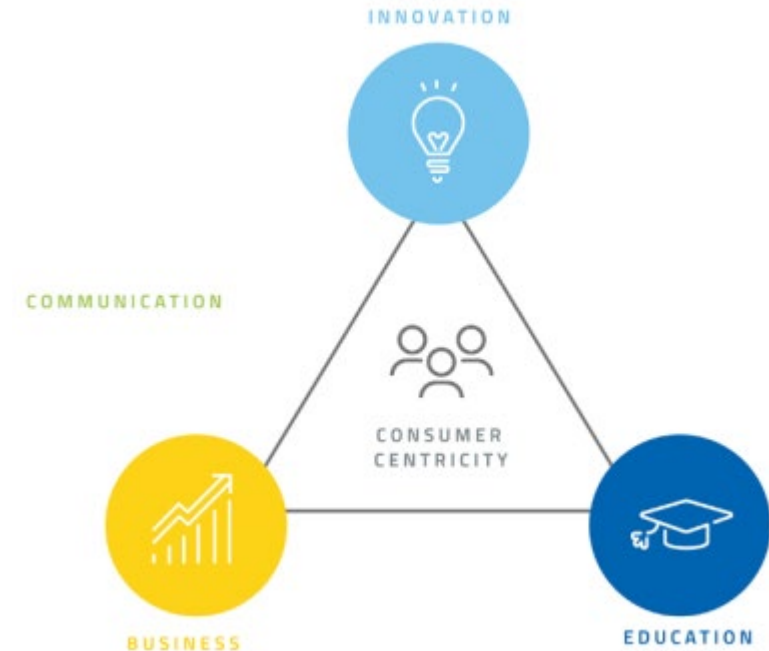 INNOVATION
COMMUNICATION
CONSUMER
CENTRICITY
BUSINESS
EDUCATION